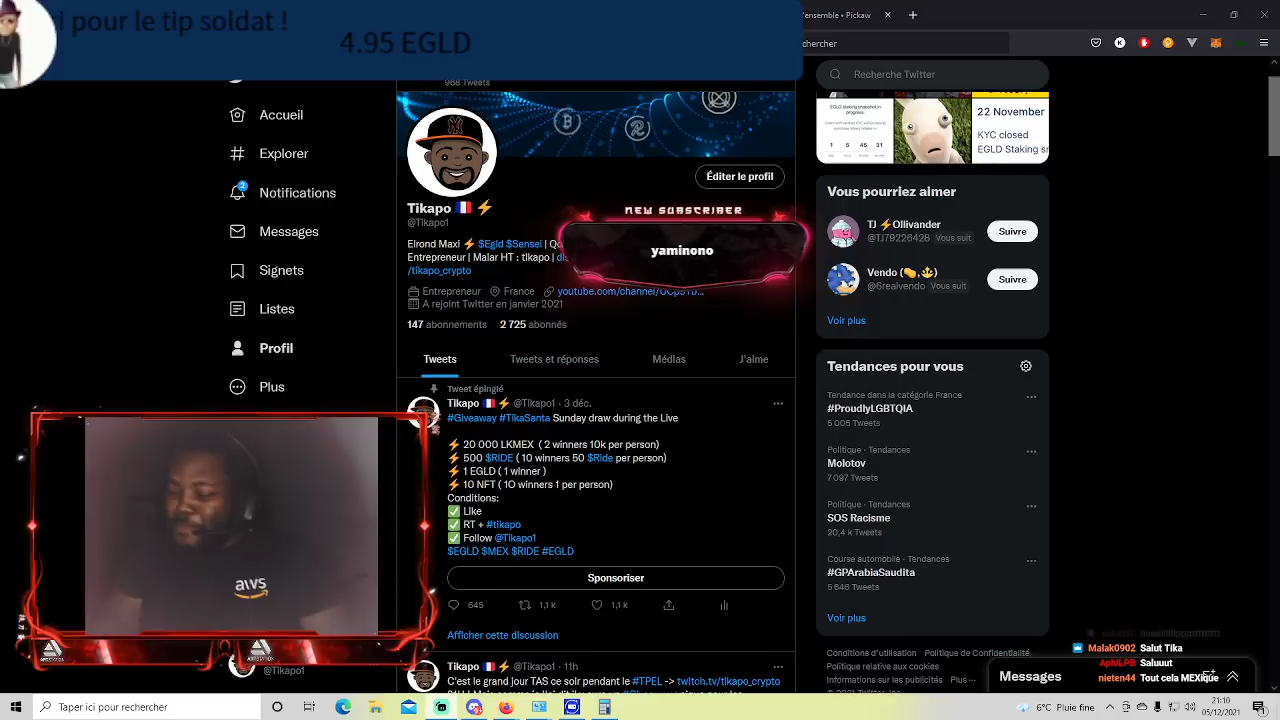 i pour le tip soldat !
4.95 EGLD
968 Tweets
Recherche Twitter
EGLD staking snapshot in progress.
1 5 45 31
22 November
KYC closed
EGLD Staking
Accueil
Explorer
2
Notifications
Messages
Signets
Listes
Profil
Plus
Éditer le profil
NEW SUBSCRIBER
yaminono
Tikapo
@Tikapo1
Elrond Maxi ⚡ $Egld $Sensei |
Entrepreneur | Malar HT : tikapo |
/tikapo_crypto
Entrepreneur France
A rejoint Twitter en janvier 2021
147 abonnements 2 725 abonnés
Tweets
Tweets et réponses
Médias
J'aime
Tweet épinglé
Tikapo 🇫🇷 ⚡ @Tikapo1 · 3 déc.
#Giveaway #TikaSanta Sunday draw during the Live
⚡ 20 000 LKMEX ( 2 winners 10k per person)
⚡ 500 $RIDE ( 10 winners 50 $Ride per person)
⚡ 1 EGLD ( 1 winner )
⚡ 10 NFT ( 10 winners 1 per person)
Conditions:
✅ Like
✅ RT + #tikapo
✅ Follow @Tikapo1
$EGLD $MEX $RIDE #EGLD
Sponsoriser
645
1,1 k
1,1 k
Afficher cette discussion
Tikapo 🇫🇷 ⚡ @Tikapo1 · 11h
C'est le grand jour TAS ce soir pendant le #TPEL -> twitch.tv/tikapo_crypto
@Tikapo1
aws
Vous pourriez aimer
TJ ⚡Ollivander
@TJ79226428 Vous suit
Suivre
Vendo
@6realvendo Vous suit
Suivre
Voir plus
Tendances pour vous
Tendance dans la catégorie France
#ProudlyLGBTQIA
5 005 Tweets
Politique · Tendances
Molotov
7 097 Tweets
Politique · Tendances
SOS Racisme
20,4 k Tweets
Course automobile · Tendances
#GPArabiaSaudita
5 646 Tweets
Voir plus
Conditions d'utilisation Politique de Confidentialité
Politique relative aux cookies
Informations sur les publicités Plus
Messages
Malak0902 Salut Tika
AphiLPB Saluuut
nieten44 Tout cela MEXique
Taper ici pour rechercher
6°C Pluie fine
21:10
05/12/2021